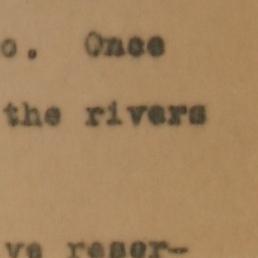 o. Once
the rivers
ve reser-